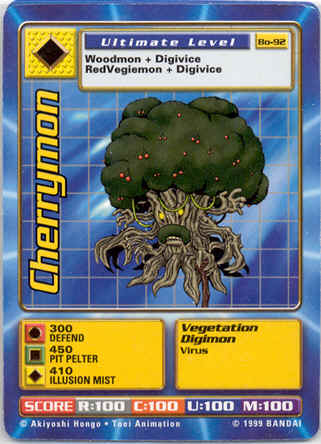 Ultimate Level
Bo-92
Woodmon + Digivice
RedVegiemon + Digivice
Cherrymon
300
DEFEND
450
PIT PELTER
410
ILLUSION MIST
Vegetation
Digimon
Virus
SCORE R:100 C:100 U:100 M:100
© Akiyoshi Hongo • Toei Animation © 1999 BANDAI